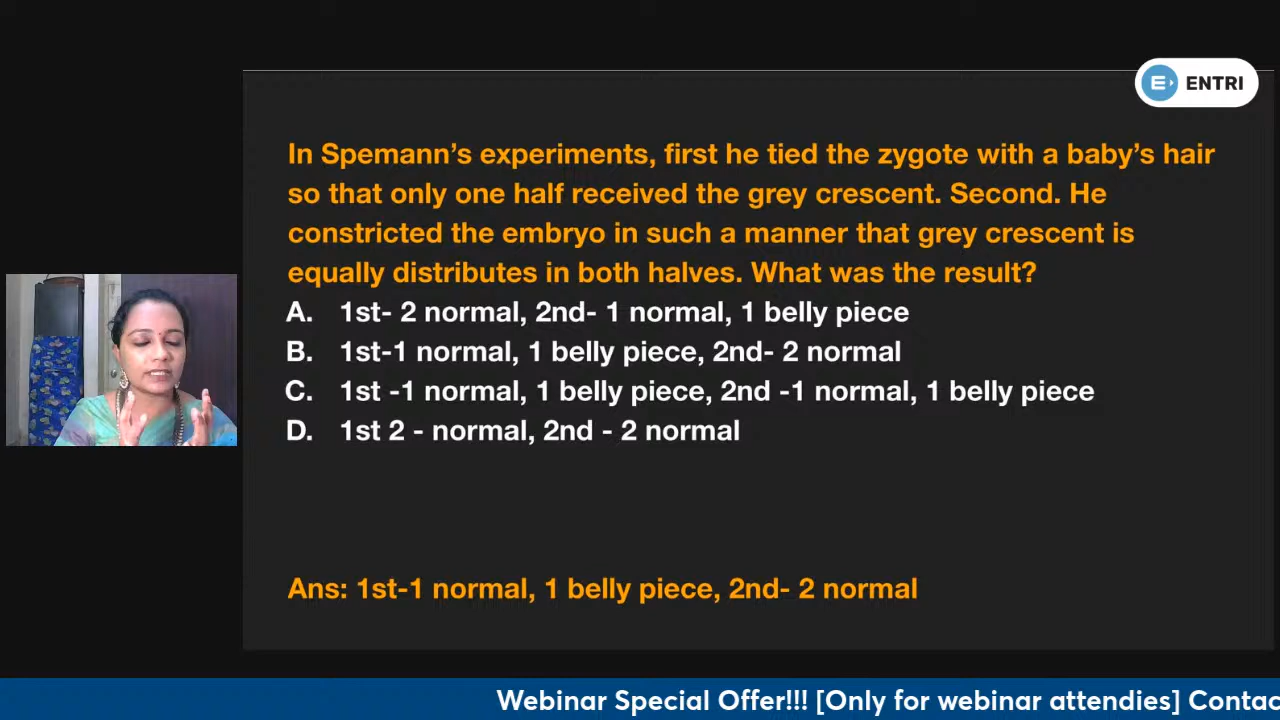 ENTRI
In Spemann's experiments, first he tied the zygote with a baby's hair
so that only one half received the grey crescent. Second. He
constricted the embryo in such a manner that grey crescent is
equally distributes in both halves. What was the result?
A. 1st- 2 normal, 2nd- 1 normal, 1 belly piece
B. 1st-1 normal, 1 belly piece, 2nd- 2 normal
C. 1st -1 normal, 1 belly piece, 2nd -1 normal, 1 belly piece
D. 1st 2 - normal, 2nd - 2 normal
Ans: 1st-1 normal, 1 belly piece, 2nd- 2 normal
Webinar Special Offer!!! [Only for webinar attendies] Contac